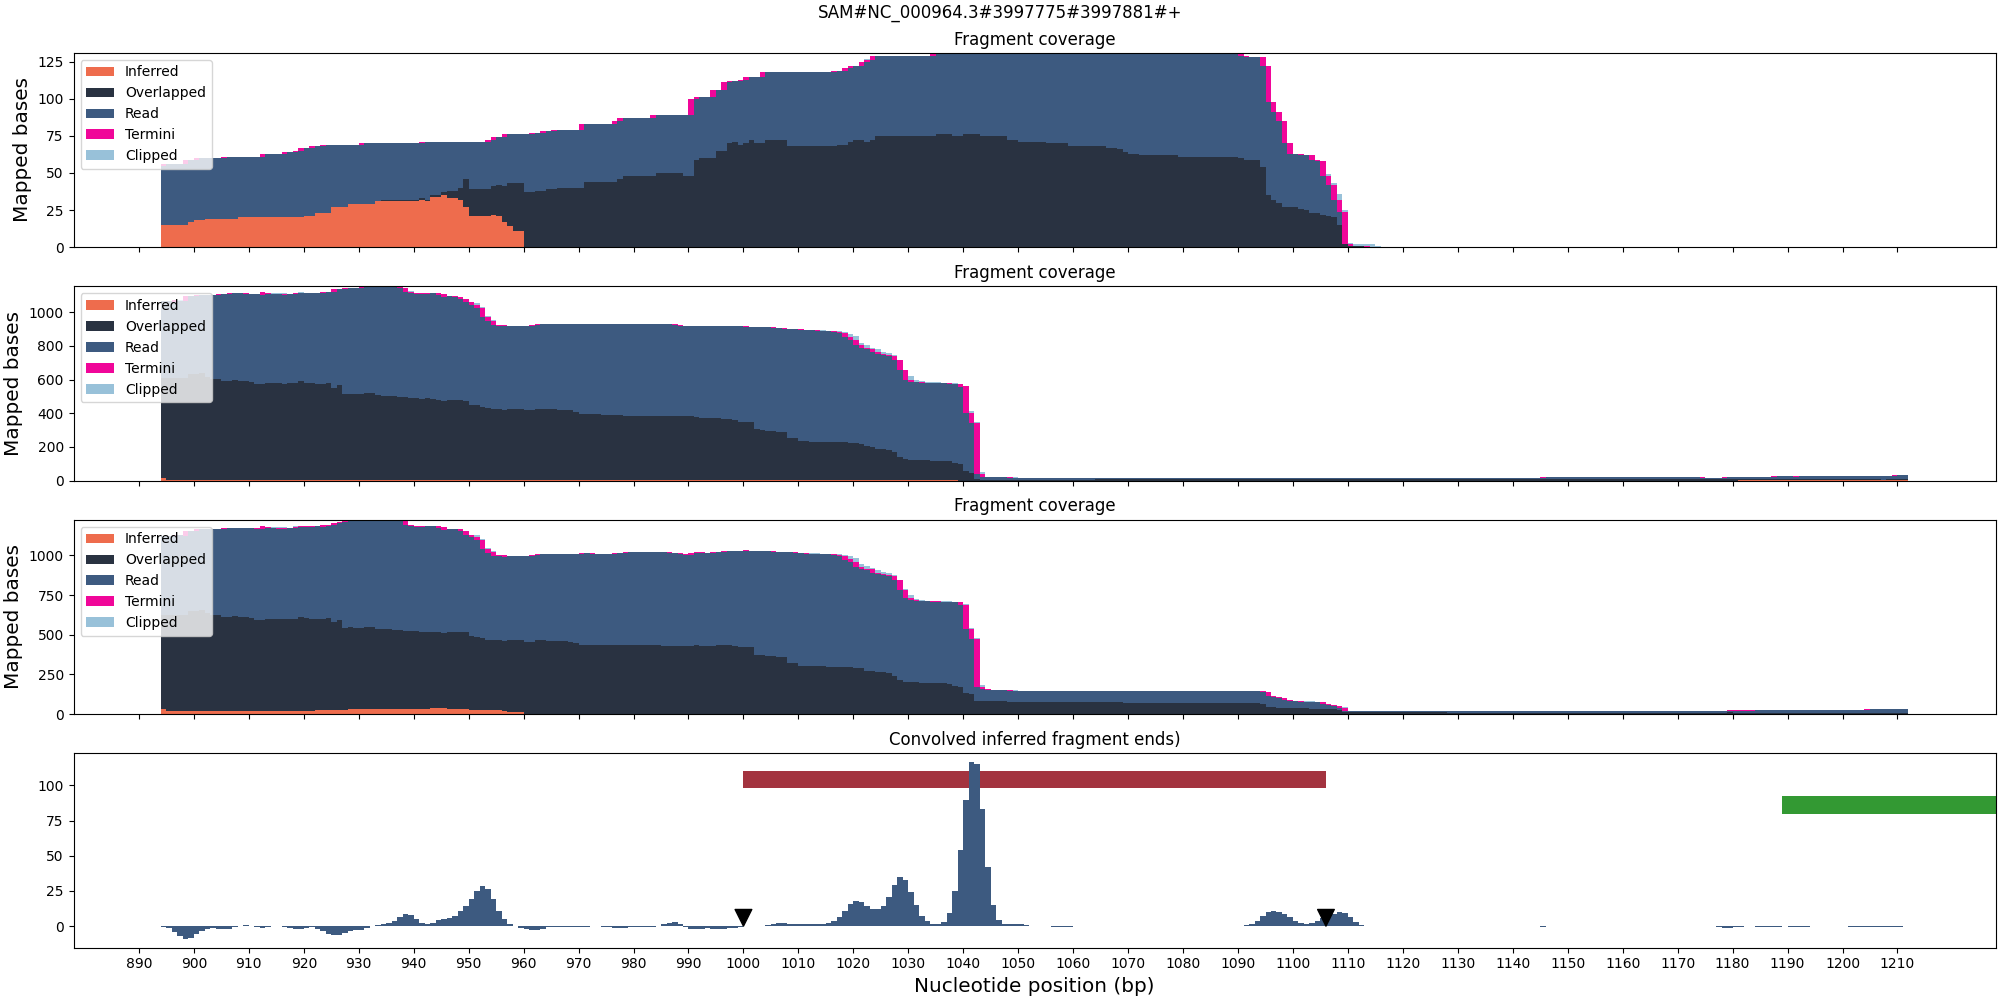 SAM#NC_000964.3#3997775#3997881#+
Fragment coverage
Mapped bases
125
100
75
50
25
0
Inferred
Overlapped
Read
Termini
Clipped
Fragment coverage
Mapped bases
1000
800
600
400
200
0
Inferred
Overlapped
Read
Termini
Clipped
Fragment coverage
Mapped bases
1000
750
500
250
0
Inferred
Overlapped
Read
Termini
Clipped
Convolved inferred fragment ends)
100
75
50
25
0
890 900 910 920 930 940 950 960 970 980 990 1000 1010 1020 1030 1040 1050 1060 1070 1080 1090 1100 1110 1120 1130 1140 1150 1160 1170 1180 1190 1200 1210
Nucleotide position (bp)